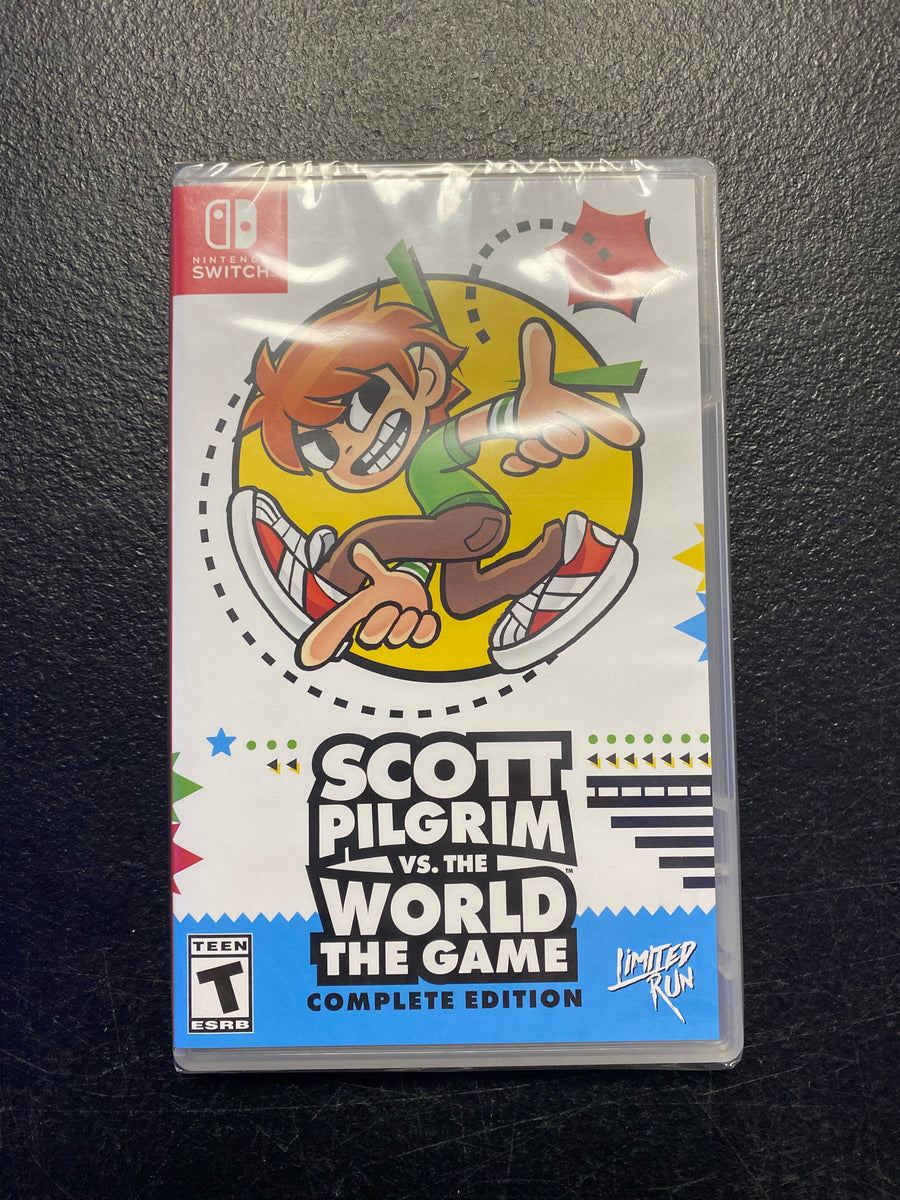 NINTENDO
SWITCH
SCOTT
PILGRIM
VS. THE
WORLD
THE GAME
COMPLETE EDITION
TEEN
T
ESRB
LIMITED
RUN